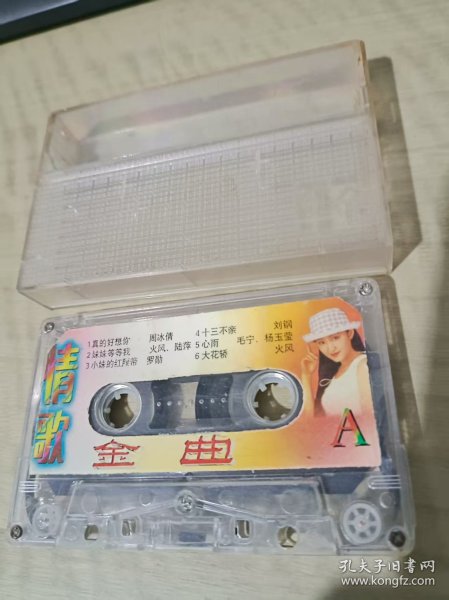 1真的好想你 周冰倩
2妹妹等等我 火风、陆萍
3小妹的红围带 罗勋
4十三不亲 刘钢
5心雨 毛宁、杨玉莹
6大花轿 火风
情歌
金曲
A
孔夫子旧书网
www.kongfz.com